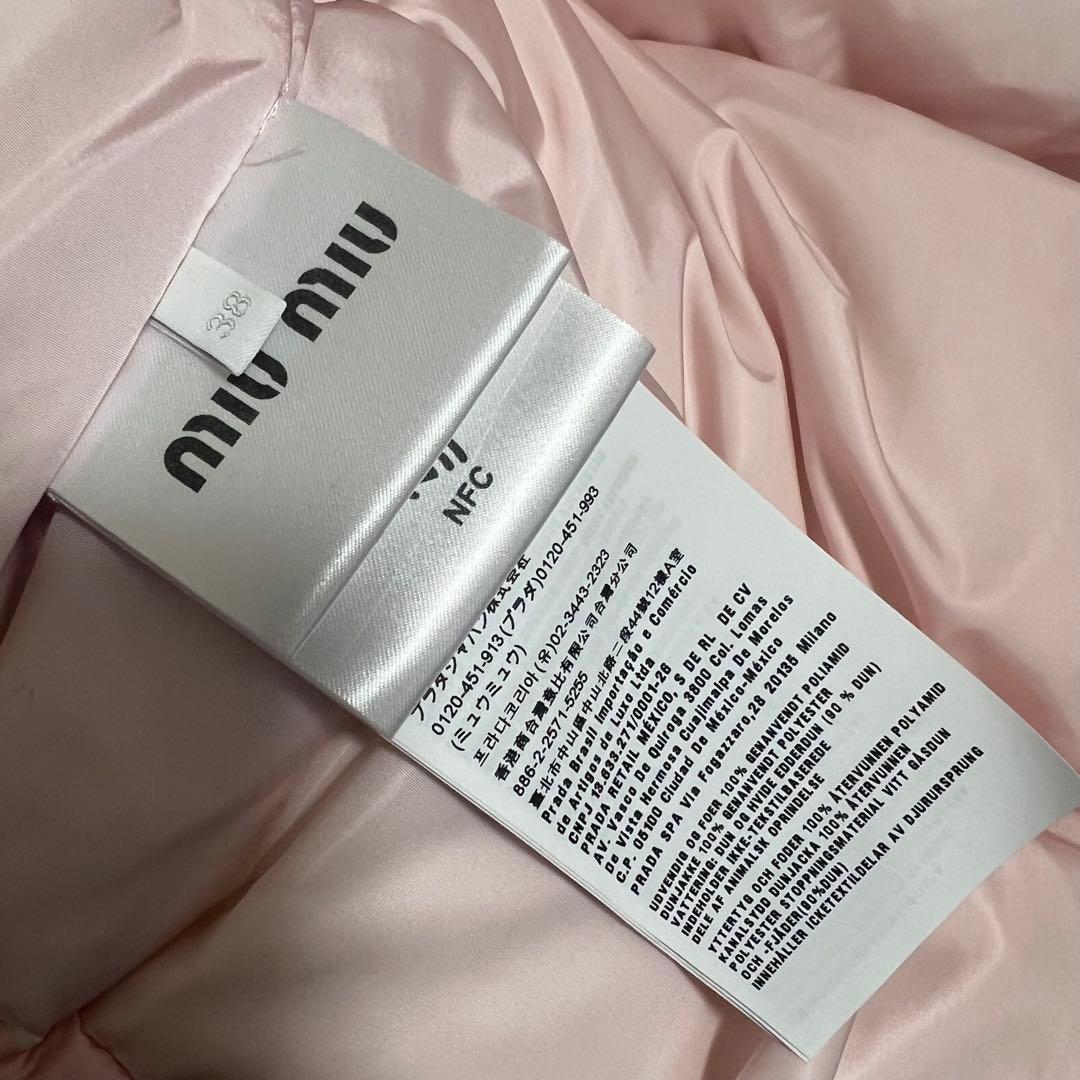 miu miu
38
NFC
プラダジャパン株式会社
0120-451-913(プラダ)0120-451-993
(ミュウミュウ)
프라다코리아(유)02-3443-2323
香港商台灣普拉比有限公司台灣分公司
886-2-2571-5255
臺北市中山區中山北路二段44號12樓A室
Prada Brasil Importação e Comércio
de Artigos de Luxo Ltda
CNPJ 13.633.271/0001-26
PRADA RETAIL MÉXICO, S DE RL DE CV
AV. Vasco De Quiroga 3800 Col. Lomas
De Vista Hermosa Cuajimalpa De Morelos
C.P. 05100 Ciudad De México-México
PRADA SPA Via Fogazzaro,28 20135 Milano
UDVENDIG OG FOER 100% GENANVENDT POLIAMID
DUNJAKKE 100% GENANVENDT POLYESTER
VATTERING: DUN OG HVIDE EDDERDUN (90 % DUN)
INDEHOLDER IKKE-TEKSTILBASEREDE
DELE AF ANIMALSK OPRINDELSE
YTTERTYG OCH FODER 100% ÅTERVUNNEN POLYAMID
KANALSYDD DUNJACKA 100% ÅTERVUNNEN
POLYESTER STOPPNINGSMATERIAL VITT GÅSDUN
OCH -FJÄDER(90%DUN)
INNEHÅLLER ICKETEXTILDELAR AV DJURURSPRUNG